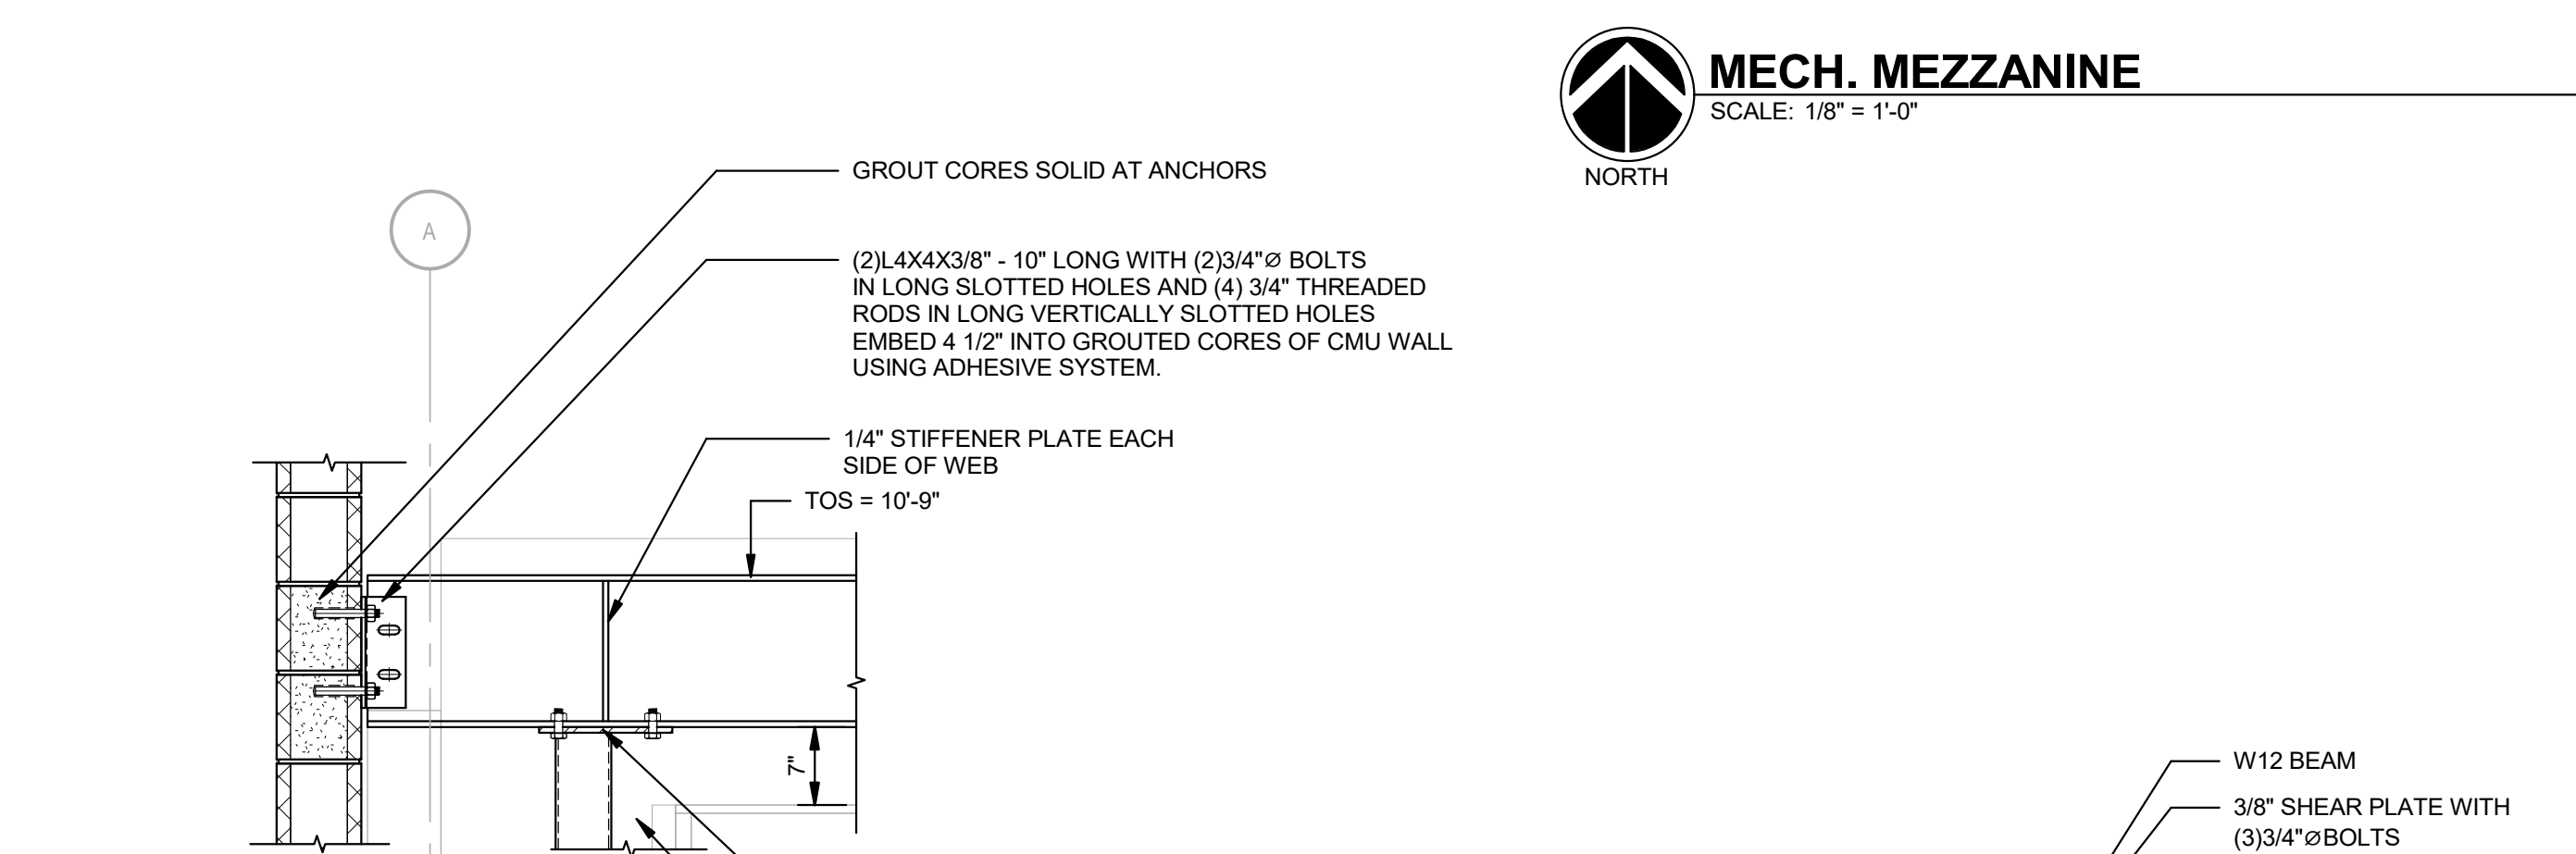 MECH. MEZZANINE
SCALE: 1/8" = 1'-0"
NORTH
GROUT CORES SOLID AT ANCHORS
A
(2)L4X4X3/8" - 10" LONG WITH (2)3/4"∅ BOLTS
IN LONG SLOTTED HOLES AND (4) 3/4" THREADED
RODS IN LONG VERTICALLY SLOTTED HOLES
EMBED 4 1/2" INTO GROUTED CORES OF CMU WALL
USING ADHESIVE SYSTEM.
1/4" STIFFENER PLATE EACH
SIDE OF WEB
TOS = 10'-9"
7"
W12 BEAM
3/8" SHEAR PLATE WITH
(3)3/4"∅BOLTS